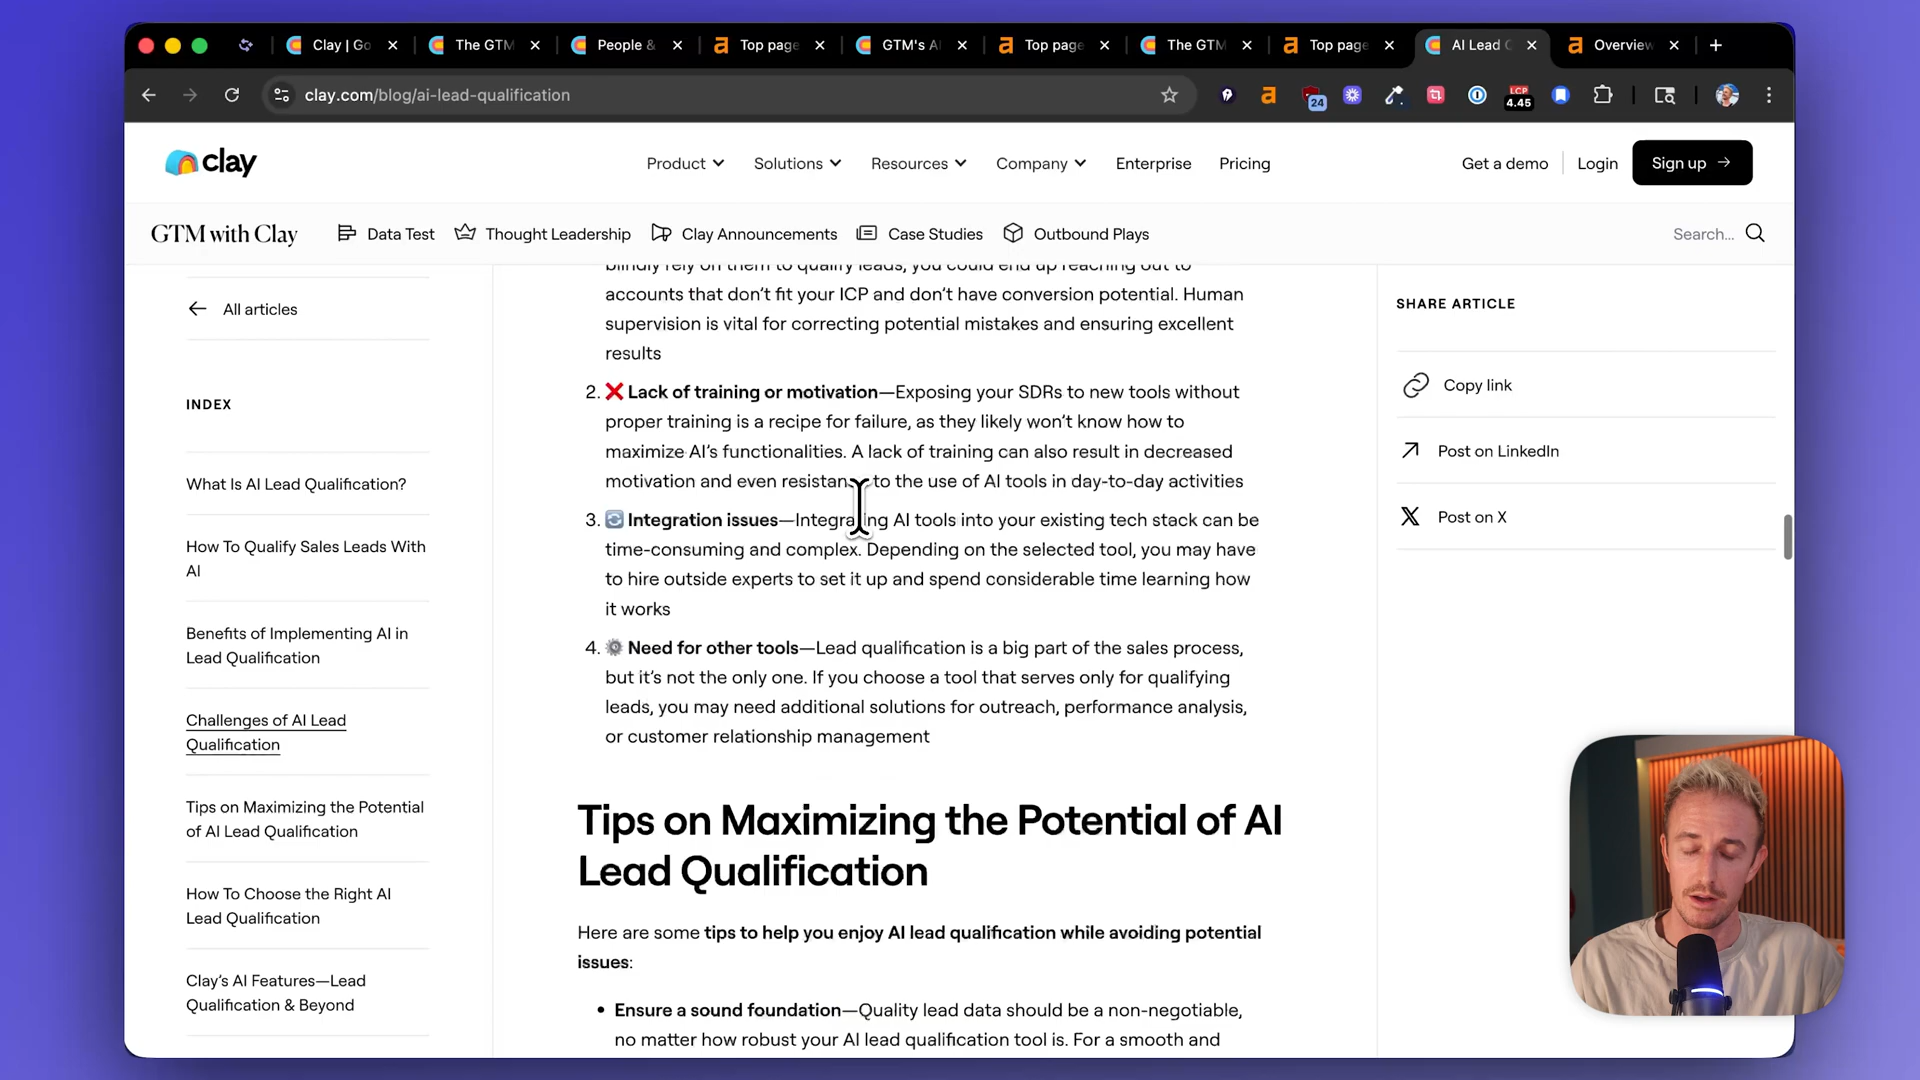 Clay | Go
The GTM
People &
Top page
GTM's AI
Top page
The GTM
Top page
AI Lead Q
Overview
clay.com/blog/ai-lead-qualification
24
LCP
4.45
clay
Product
Solutions
Resources
Company
Enterprise
Pricing
Get a demo
Login
Sign up
GTM with Clay
Data Test
Thought Leadership
Clay Announcements
Case Studies
Outbound Plays
Search...
All articles
INDEX
What Is AI Lead Qualification?
How To Qualify Sales Leads With
AI
Benefits of Implementing AI in
Lead Qualification
Challenges of AI Lead
Qualification
Tips on Maximizing the Potential
of AI Lead Qualification
How To Choose the Right AI
Lead Qualification
Clay's AI Features—Lead
Qualification & Beyond
blindly rely on them to qualify leads, you could end up reaching out to
accounts that don't fit your ICP and don't have conversion potential. Human
supervision is vital for correcting potential mistakes and ensuring excellent
results
2. ❌ Lack of training or motivation—Exposing your SDRs to new tools without
proper training is a recipe for failure, as they likely won't know how to
maximize AI's functionalities. A lack of training can also result in decreased
motivation and even resistance to the use of AI tools in day-to-day activities
3. 🔄 Integration issues—Integrating AI tools into your existing tech stack can be
time-consuming and complex. Depending on the selected tool, you may have
to hire outside experts to set it up and spend considerable time learning how
it works
4. ⚙️ Need for other tools—Lead qualification is a big part of the sales process,
but it's not the only one. If you choose a tool that serves only for qualifying
leads, you may need additional solutions for outreach, performance analysis,
or customer relationship management
Tips on Maximizing the Potential of AI
Lead Qualification
Here are some tips to help you enjoy AI lead qualification while avoiding potential
issues:
• Ensure a sound foundation—Quality lead data should be a non-negotiable,
no matter how robust your AI lead qualification tool is. For a smooth and
SHARE ARTICLE
Copy link
Post on LinkedIn
Post on X